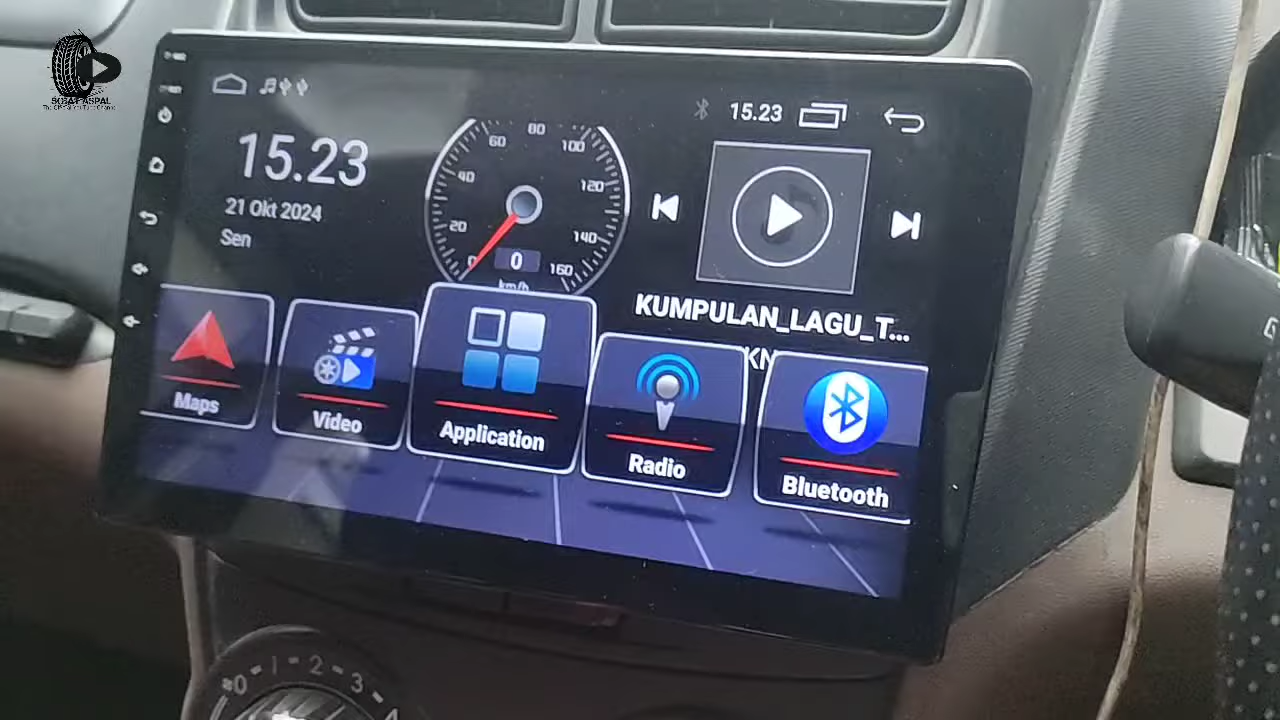 SOBAT ASPAL
15.23
15.23
21 Okt 2024
Sen
0
20
40
60
80
100
120
140
160
0
km/h
KUMPULAN_LAGU_T...
Maps
Video
Application
Radio
Bluetooth
0
1
2
3
4